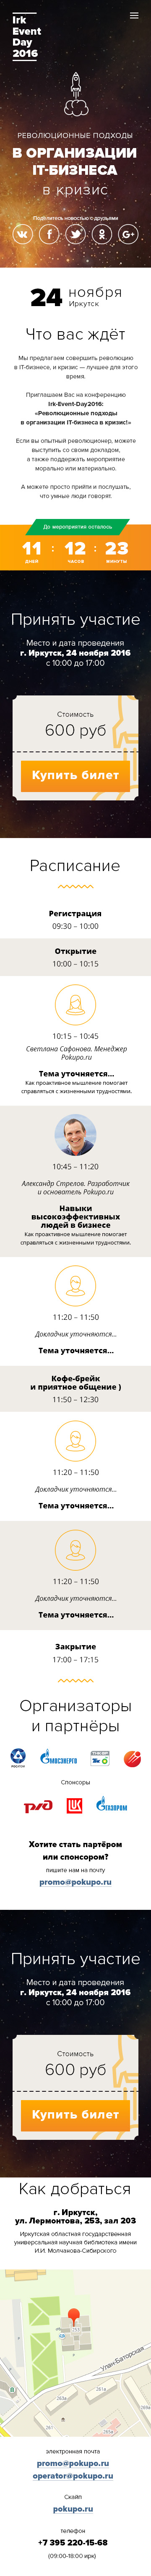 Irk
Event
Day
2016
РЕВОЛЮЦИОННЫЕ ПОДХОДЫ
В ОРГАНИЗАЦИИ
IT-БИЗНЕСА
в кризис
Поделитесь новостью с друзьями
24 ноября
Иркутск
Что вас ждёт
Мы предлагаем совершить революцию
в IT-бизнесе, и кризис — лучшее для этого
время.
Приглашаем Вас на конференцию
Irk-Event-Day2016:
«Революционные подходы
в организации IT-бизнеса в кризис!»
Если вы опытный революционер, можете
выступить со своим докладом,
а также поддержать мероприятие
морально или материально.
А можете просто прийти и послушать,
что умные люди говорят.
До мероприятия осталось
11 : 12 : 23
ДНЕЙ ЧАСОВ МИНУТЫ
Принять участие
Место и дата проведения
г. Иркутск, 24 ноября 2016
с 10:00 до 17:00
Стоимость
600 руб
Купить билет
Расписание
Регистрация
09:30 – 10:00
Открытие
10:00 – 10:15
10:15 – 10:45
Светлана Сафонова. Менеджер
Pokupo.ru
Тема уточняется...
Как проактивное мышление помогает
справляться с жизненными трудностями.
10:45 – 11:20
Александр Стрелов. Разработчик
и основатель Pokupo.ru
Навыки
высокоэффективных
людей в бизнесе
Как проактивное мышление помогает
справляться с жизненными трудностями.
11:20 – 11:50
Докладчик уточняются...
Тема уточняется...
Кофе-брейк
и приятное общение )
11:50 – 12:30
11:20 – 11:50
Докладчик уточняются...
Тема уточняется...
11:20 – 11:50
Докладчик уточняются...
Тема уточняется...
Закрытие
17:00 – 17:15
Организаторы
и партнёры
Спонсоры
Хотите стать партнёром
или спонсором?
пишите нам на почту
promo@pokupo.ru
Принять участие
Место и дата проведения
г. Иркутск, 24 ноября 2016
с 10:00 до 17:00
Стоимость
600 руб
Купить билет
Как добраться
г. Иркутск,
ул. Лермонтова, 253, зал 203
Иркутская областная государственная
универсальная научная библиотека имени
И.И. Молчанова-Сибирского
электронная почта
promo@pokupo.ru
operator@pokupo.ru
Скайп
pokupo.ru
телефон
+7 395 220-15-68
(09:00-18:00 ирк)